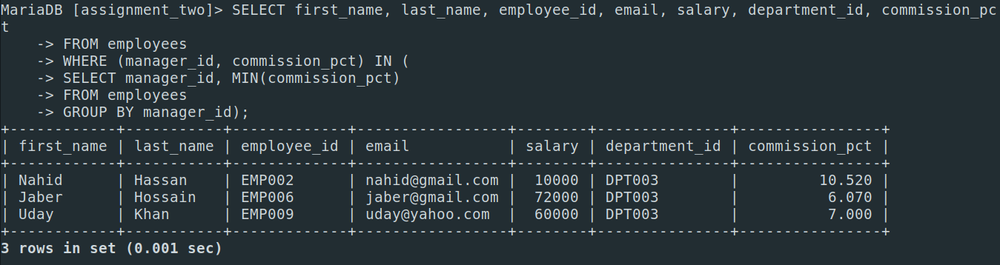 MariaDB [assignment_two]> SELECT first_name, last_name, employee_id, email, salary, department_id, commission_pc
t
    -> FROM employees
    -> WHERE (manager_id, commission_pct) IN (
    -> SELECT manager_id, MIN(commission_pct)
    -> FROM employees
    -> GROUP BY manager_id);
+------------+-----------+-------------+-----------------+--------+---------------+----------------+
| first_name | last_name | employee_id | email           | salary | department_id | commission_pct |
+------------+-----------+-------------+-----------------+--------+---------------+----------------+
| Nahid      | Hassan    | EMP002      | nahid@gmail.com |  10000 | DPT003        |         10.520 |
| Jaber      | Hossain   | EMP006      | jaber@gmail.com |  72000 | DPT003        |          6.070 |
| Uday       | Khan      | EMP009      | uday@yahoo.com  |  60000 | DPT003        |          7.000 |
+------------+-----------+-------------+-----------------+--------+---------------+----------------+
3 rows in set (0.001 sec)